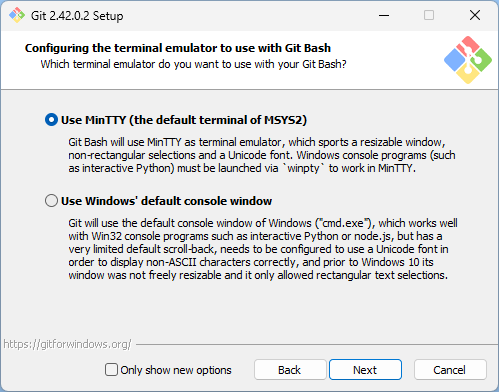 Git 2.42.0.2 Setup
Configuring the terminal emulator to use with Git Bash
Which terminal emulator do you want to use with your Git Bash?
Use MinTTY (the default terminal of MSYS2)
Git Bash will use MinTTY as terminal emulator, which sports a resizable window,
non-rectangular selections and a Unicode font. Windows console programs (such
as interactive Python) must be launched via `winpty` to work in MinTTY.
Use Windows' default console window
Git will use the default console window of Windows ("cmd.exe"), which works well
with Win32 console programs such as interactive Python or node.js, but has a
very limited default scroll-back, needs to be configured to use a Unicode font in
order to display non-ASCII characters correctly, and prior to Windows 10 its
window was not freely resizable and it only allowed rectangular text selections.
https://gitforwindows.org/
Only show new options
Back
Next
Cancel